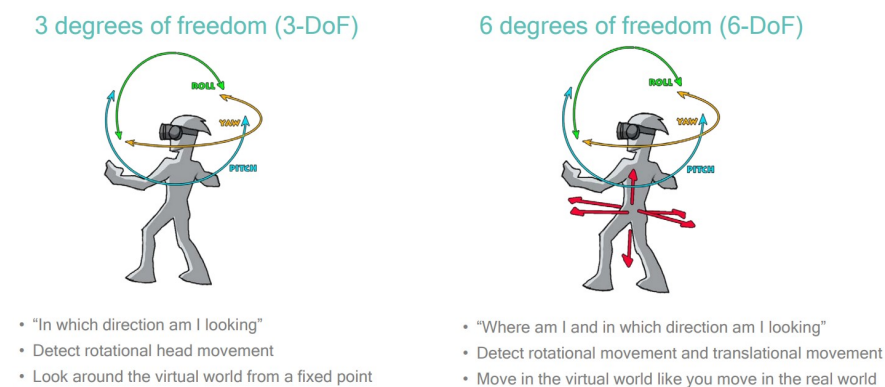 3 degrees of freedom (3-DoF)
ROLL
YAW
PITCH
• “In which direction am I looking”
• Detect rotational head movement
• Look around the virtual world from a fixed point
6 degrees of freedom (6-DoF)
ROLL
YAW
PITCH
• “Where am I and in which direction am I looking”
• Detect rotational movement and translational movement
• Move in the virtual world like you move in the real world